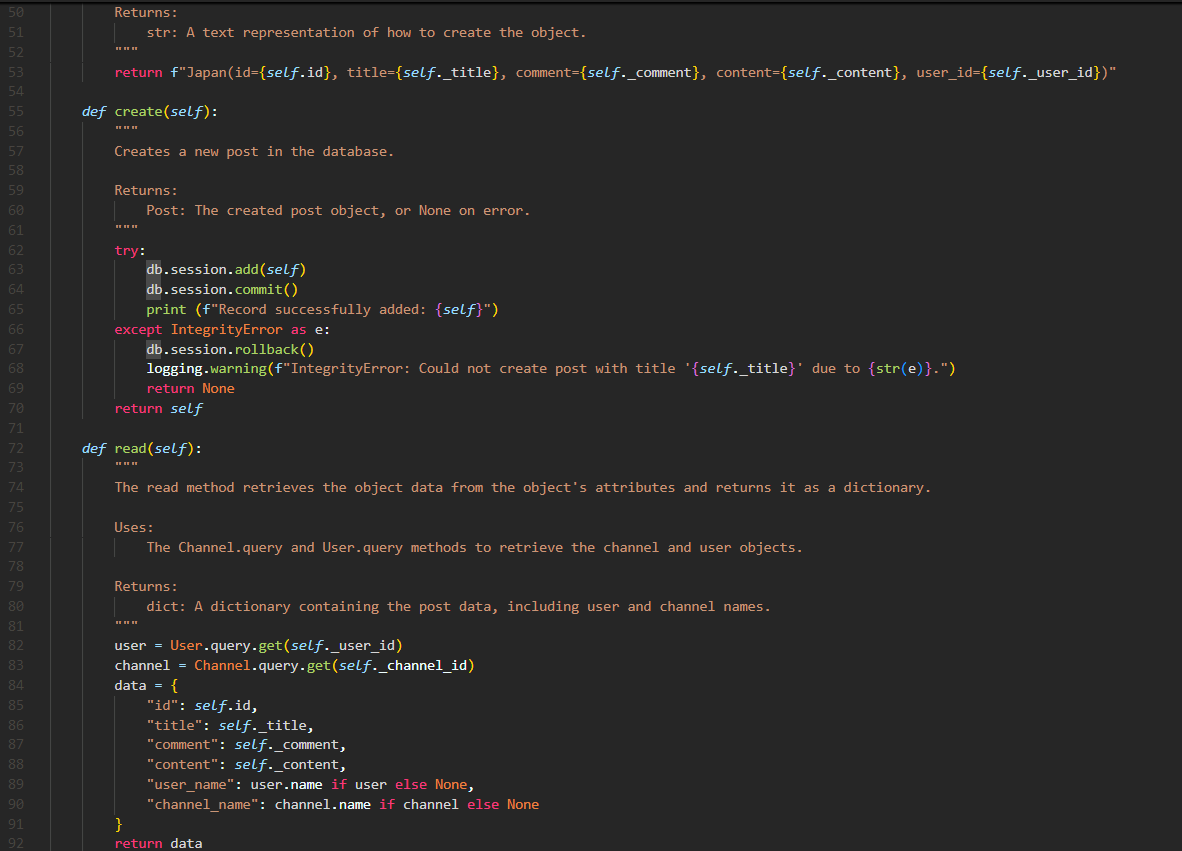 50 Returns:
51 str: A text representation of how to create the object.
52 """
53 return f"Japan(id={self.id}, title={self._title}, comment={self._comment}, content={self._content}, user_id={self._user_id})"
54
55 def create(self):
56 """
57 Creates a new post in the database.
58
59 Returns:
60 Post: The created post object, or None on error.
61 """
62 try:
63 db.session.add(self)
64 db.session.commit()
65 print (f"Record successfully added: {self}")
66 except IntegrityError as e:
67 db.session.rollback()
68 logging.warning(f"IntegrityError: Could not create post with title '{self._title}' due to {str(e)}.")
69 return None
70 return self
71
72 def read(self):
73 """
74 The read method retrieves the object data from the object's attributes and returns it as a dictionary.
75
76 Uses:
77 The Channel.query and User.query methods to retrieve the channel and user objects.
78
79 Returns:
80 dict: A dictionary containing the post data, including user and channel names.
81 """
82 user = User.query.get(self._user_id)
83 channel = Channel.query.get(self._channel_id)
84 data = {
85 "id": self.id,
86 "title": self._title,
87 "comment": self._comment,
88 "content": self._content,
89 "user_name": user.name if user else None,
90 "channel_name": channel.name if channel else None
91 }
92 return data